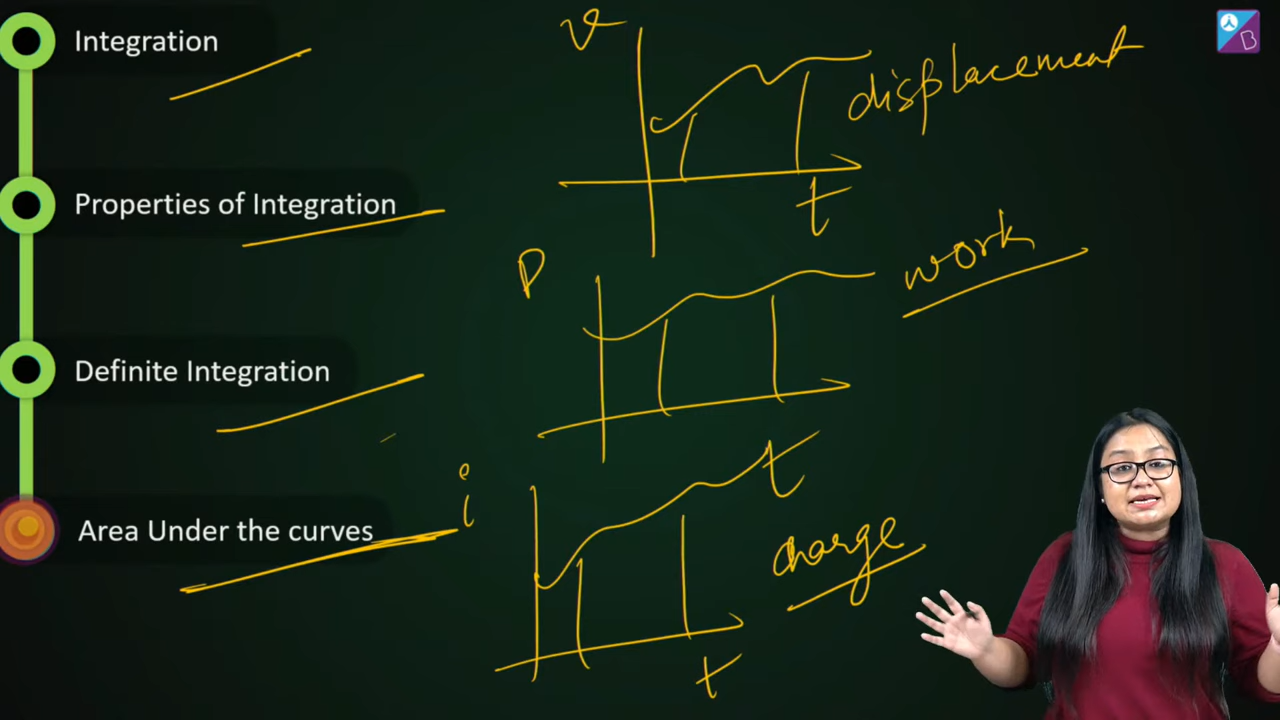 Integration
Properties of Integration
Definite Integration
Area Under the curves
v
displacement
t
P
work
t
i
charge
t
B